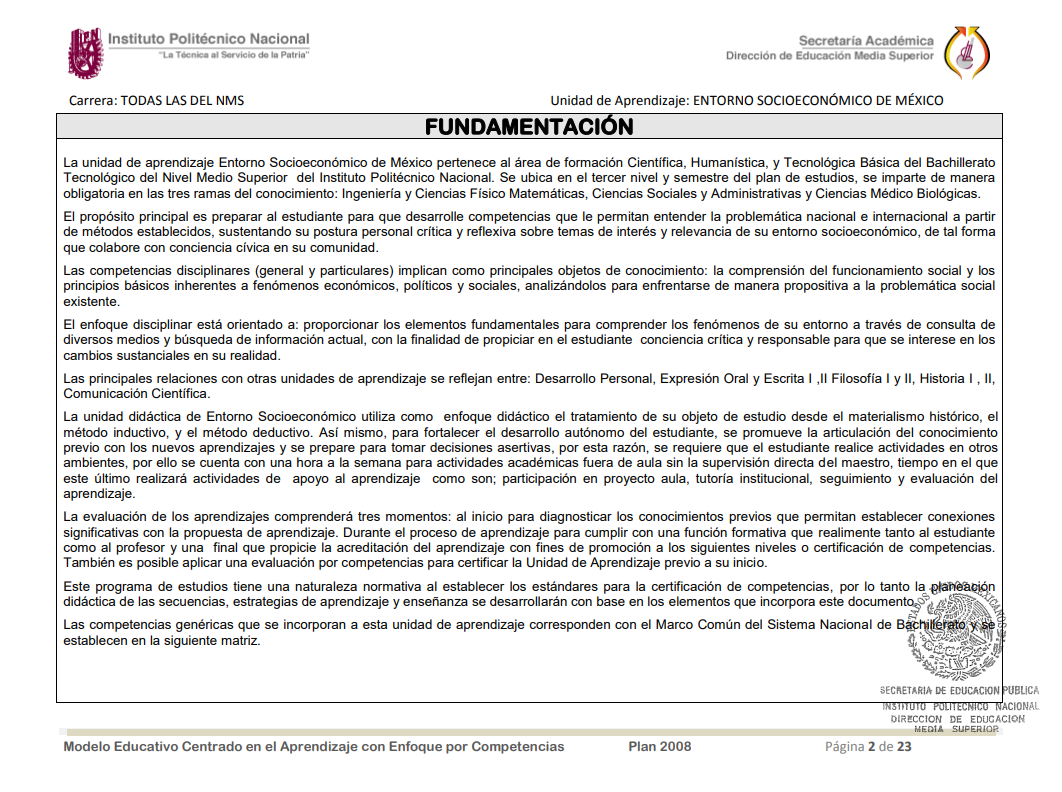 Instituto Politécnico Nacional
"La Técnica al Servicio de la Patria"
Secretaría Académica
Dirección de Educación Media Superior
Carrera: TODAS LAS DEL NMS
Unidad de Aprendizaje: ENTORNO SOCIOECONÓMICO DE MÉXICO
FUNDAMENTACIÓN
La unidad de aprendizaje Entorno Socioeconómico de México pertenece al área de formación Científica, Humanística, y Tecnológica Básica del Bachillerato
Tecnológico del Nivel Medio Superior del Instituto Politécnico Nacional. Se ubica en el tercer nivel y semestre del plan de estudios, se imparte de manera
obligatoria en las tres ramas del conocimiento: Ingeniería y Ciencias Físico Matemáticas, Ciencias Sociales y Administrativas y Ciencias Médico Biológicas.
El propósito principal es preparar al estudiante para que desarrolle competencias que le permitan entender la problemática nacional e internacional a partir
de métodos establecidos, sustentando su postura personal crítica y reflexiva sobre temas de interés y relevancia de su entorno socioeconómico, de tal forma
que colabore con conciencia cívica en su comunidad.
Las competencias disciplinares (general y particulares) implican como principales objetos de conocimiento: la comprensión del funcionamiento social y los
principios básicos inherentes a fenómenos económicos, políticos y sociales, analizándolos para enfrentarse de manera propositiva a la problemática social
existente.
El enfoque disciplinar está orientado a: proporcionar los elementos fundamentales para comprender los fenómenos de su entorno a través de consulta de
diversos medios y búsqueda de información actual, con la finalidad de propiciar en el estudiante conciencia crítica y responsable para que se interese en los
cambios sustanciales en su realidad.
Las principales relaciones con otras unidades de aprendizaje se reflejan entre: Desarrollo Personal, Expresión Oral y Escrita I ,II Filosofía I y II, Historia I , II,
Comunicación Científica.
La unidad didáctica de Entorno Socioeconómico utiliza como enfoque didáctico el tratamiento de su objeto de estudio desde el materialismo histórico, el
método inductivo, y el método deductivo. Así mismo, para fortalecer el desarrollo autónomo del estudiante, se promueve la articulación del conocimiento
previo con los nuevos aprendizajes y se prepare para tomar decisiones asertivas, por esta razón, se requiere que el estudiante realice actividades en otros
ambientes, por ello se cuenta con una hora a la semana para actividades académicas fuera de aula sin la supervisión directa del maestro, tiempo en el que
este último realizará actividades de apoyo al aprendizaje como son; participación en proyecto aula, tutoría institucional, seguimiento y evaluación del
aprendizaje.
La evaluación de los aprendizajes comprenderá tres momentos: al inicio para diagnosticar los conocimientos previos que permitan establecer conexiones
significativas con la propuesta de aprendizaje. Durante el proceso de aprendizaje para cumplir con una función formativa que realimente tanto al estudiante
como al profesor y una final que propicie la acreditación del aprendizaje con fines de promoción a los siguientes niveles o certificación de competencias.
También es posible aplicar una evaluación por competencias para certificar la Unidad de Aprendizaje previo a su inicio.
Este programa de estudios tiene una naturaleza normativa al establecer los estándares para la certificación de competencias, por lo tanto la planeación
didáctica de las secuencias, estrategias de aprendizaje y enseñanza se desarrollarán con base en los elementos que incorpora este documento.
Las competencias genéricas que se incorporan a esta unidad de aprendizaje corresponden con el Marco Común del Sistema Nacional de Bachillerato y se
establecen en la siguiente matriz.
ESTADOS UNIDOS MEXICANOS
SECRETARIA DE EDUCACION PUBLICA
INSTITUTO POLITECNICO NACIONAL
DIRECCION DE EDUCACION
MEDIA SUPERIOR
Modelo Educativo Centrado en el Aprendizaje con Enfoque por Competencias
Plan 2008
Página 2 de 23